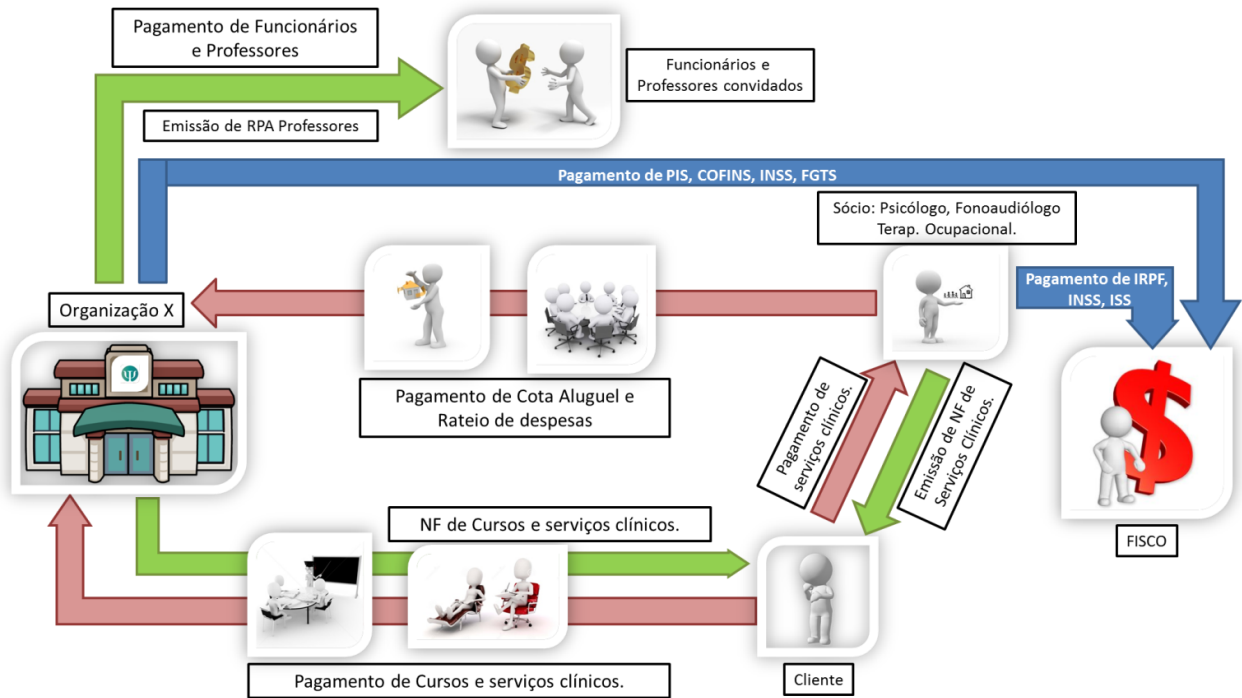 Pagamento de Funcionários
e Professores
Funcionários e
Professores convidados
Emissão de RPA Professores
Pagamento de PIS, COFINS, INSS, FGTS
Sócio: Psicólogo, Fonoaudiólogo
Terap. Ocupacional.
Pagamento de IRPF,
INSS, ISS
Organização X
Pagamento de Cota Aluguel e
Rateio de despesas
Pagamento de
serviços clínicos.
Emissão de NF de
Serviços Clínicos.
NF de Cursos e serviços clínicos.
FISCO
Pagamento de Cursos e serviços clínicos.
Cliente